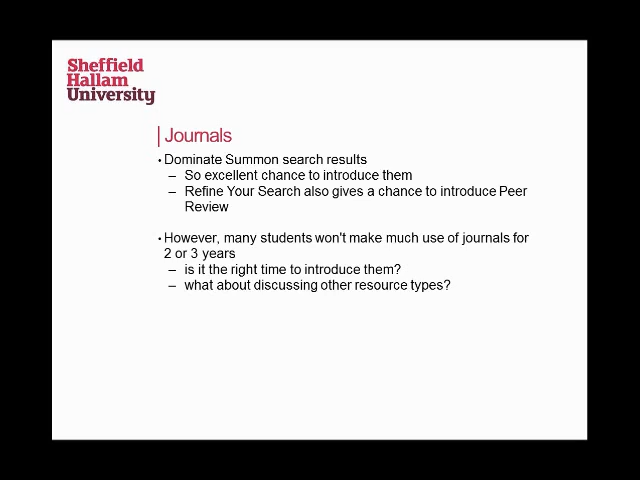 Sheffield
Hallam
University
Journals
• Dominate Summon search results
– So excellent chance to introduce them
– Refine Your Search also gives a chance to introduce Peer
Review
• However, many students won't make much use of journals for
2 or 3 years
– is it the right time to introduce them?
– what about discussing other resource types?